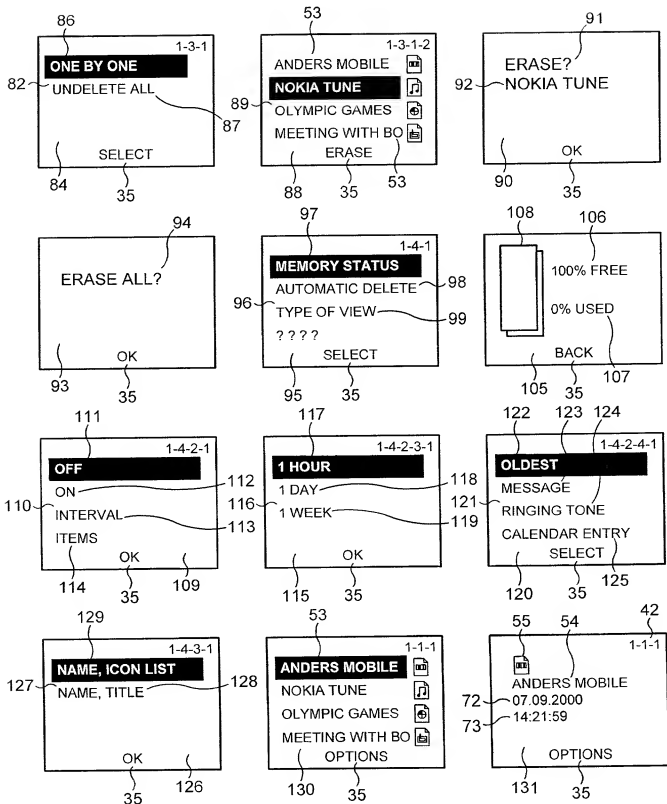 86
1-3-1
ONE BY ONE
82
UNDELETE ALL
87
SELECT
84
35
53
1-3-1-2
ANDERS MOBILE
NOKIA TUNE
89
OLYMPIC GAMES
MEETING WITH BO
ERASE
88
35
53
91
ERASE?
92
NOKIA TUNE
OK
90
35
94
ERASE ALL?
OK
93
35
97
1-4-1
MEMORY STATUS
AUTOMATIC DELETE
98
96
TYPE OF VIEW
99
? ? ? ?
SELECT
95
35
108
106
100% FREE
0% USED
BACK
105
35
107
111
1-4-2-1
OFF
ON
112
110
INTERVAL
113
ITEMS
OK
114
35
109
117
1-4-2-3-1
1 HOUR
1 DAY
118
116
1 WEEK
119
OK
115
35
122
123
124
1-4-2-4-1
OLDEST
MESSAGE
121
RINGING TONE
CALENDAR ENTRY
SELECT
120
35
125
129
1-4-3-1
NAME, ICON LIST
127
NAME, TITLE
128
OK
35
126
53
1-1-1
ANDERS MOBILE
NOKIA TUNE
OLYMPIC GAMES
MEETING WITH BO
OPTIONS
130
35
55
54
42
1-1-1
ANDERS MOBILE
72
07.09.2000
73
14:21:59
OPTIONS
131
35